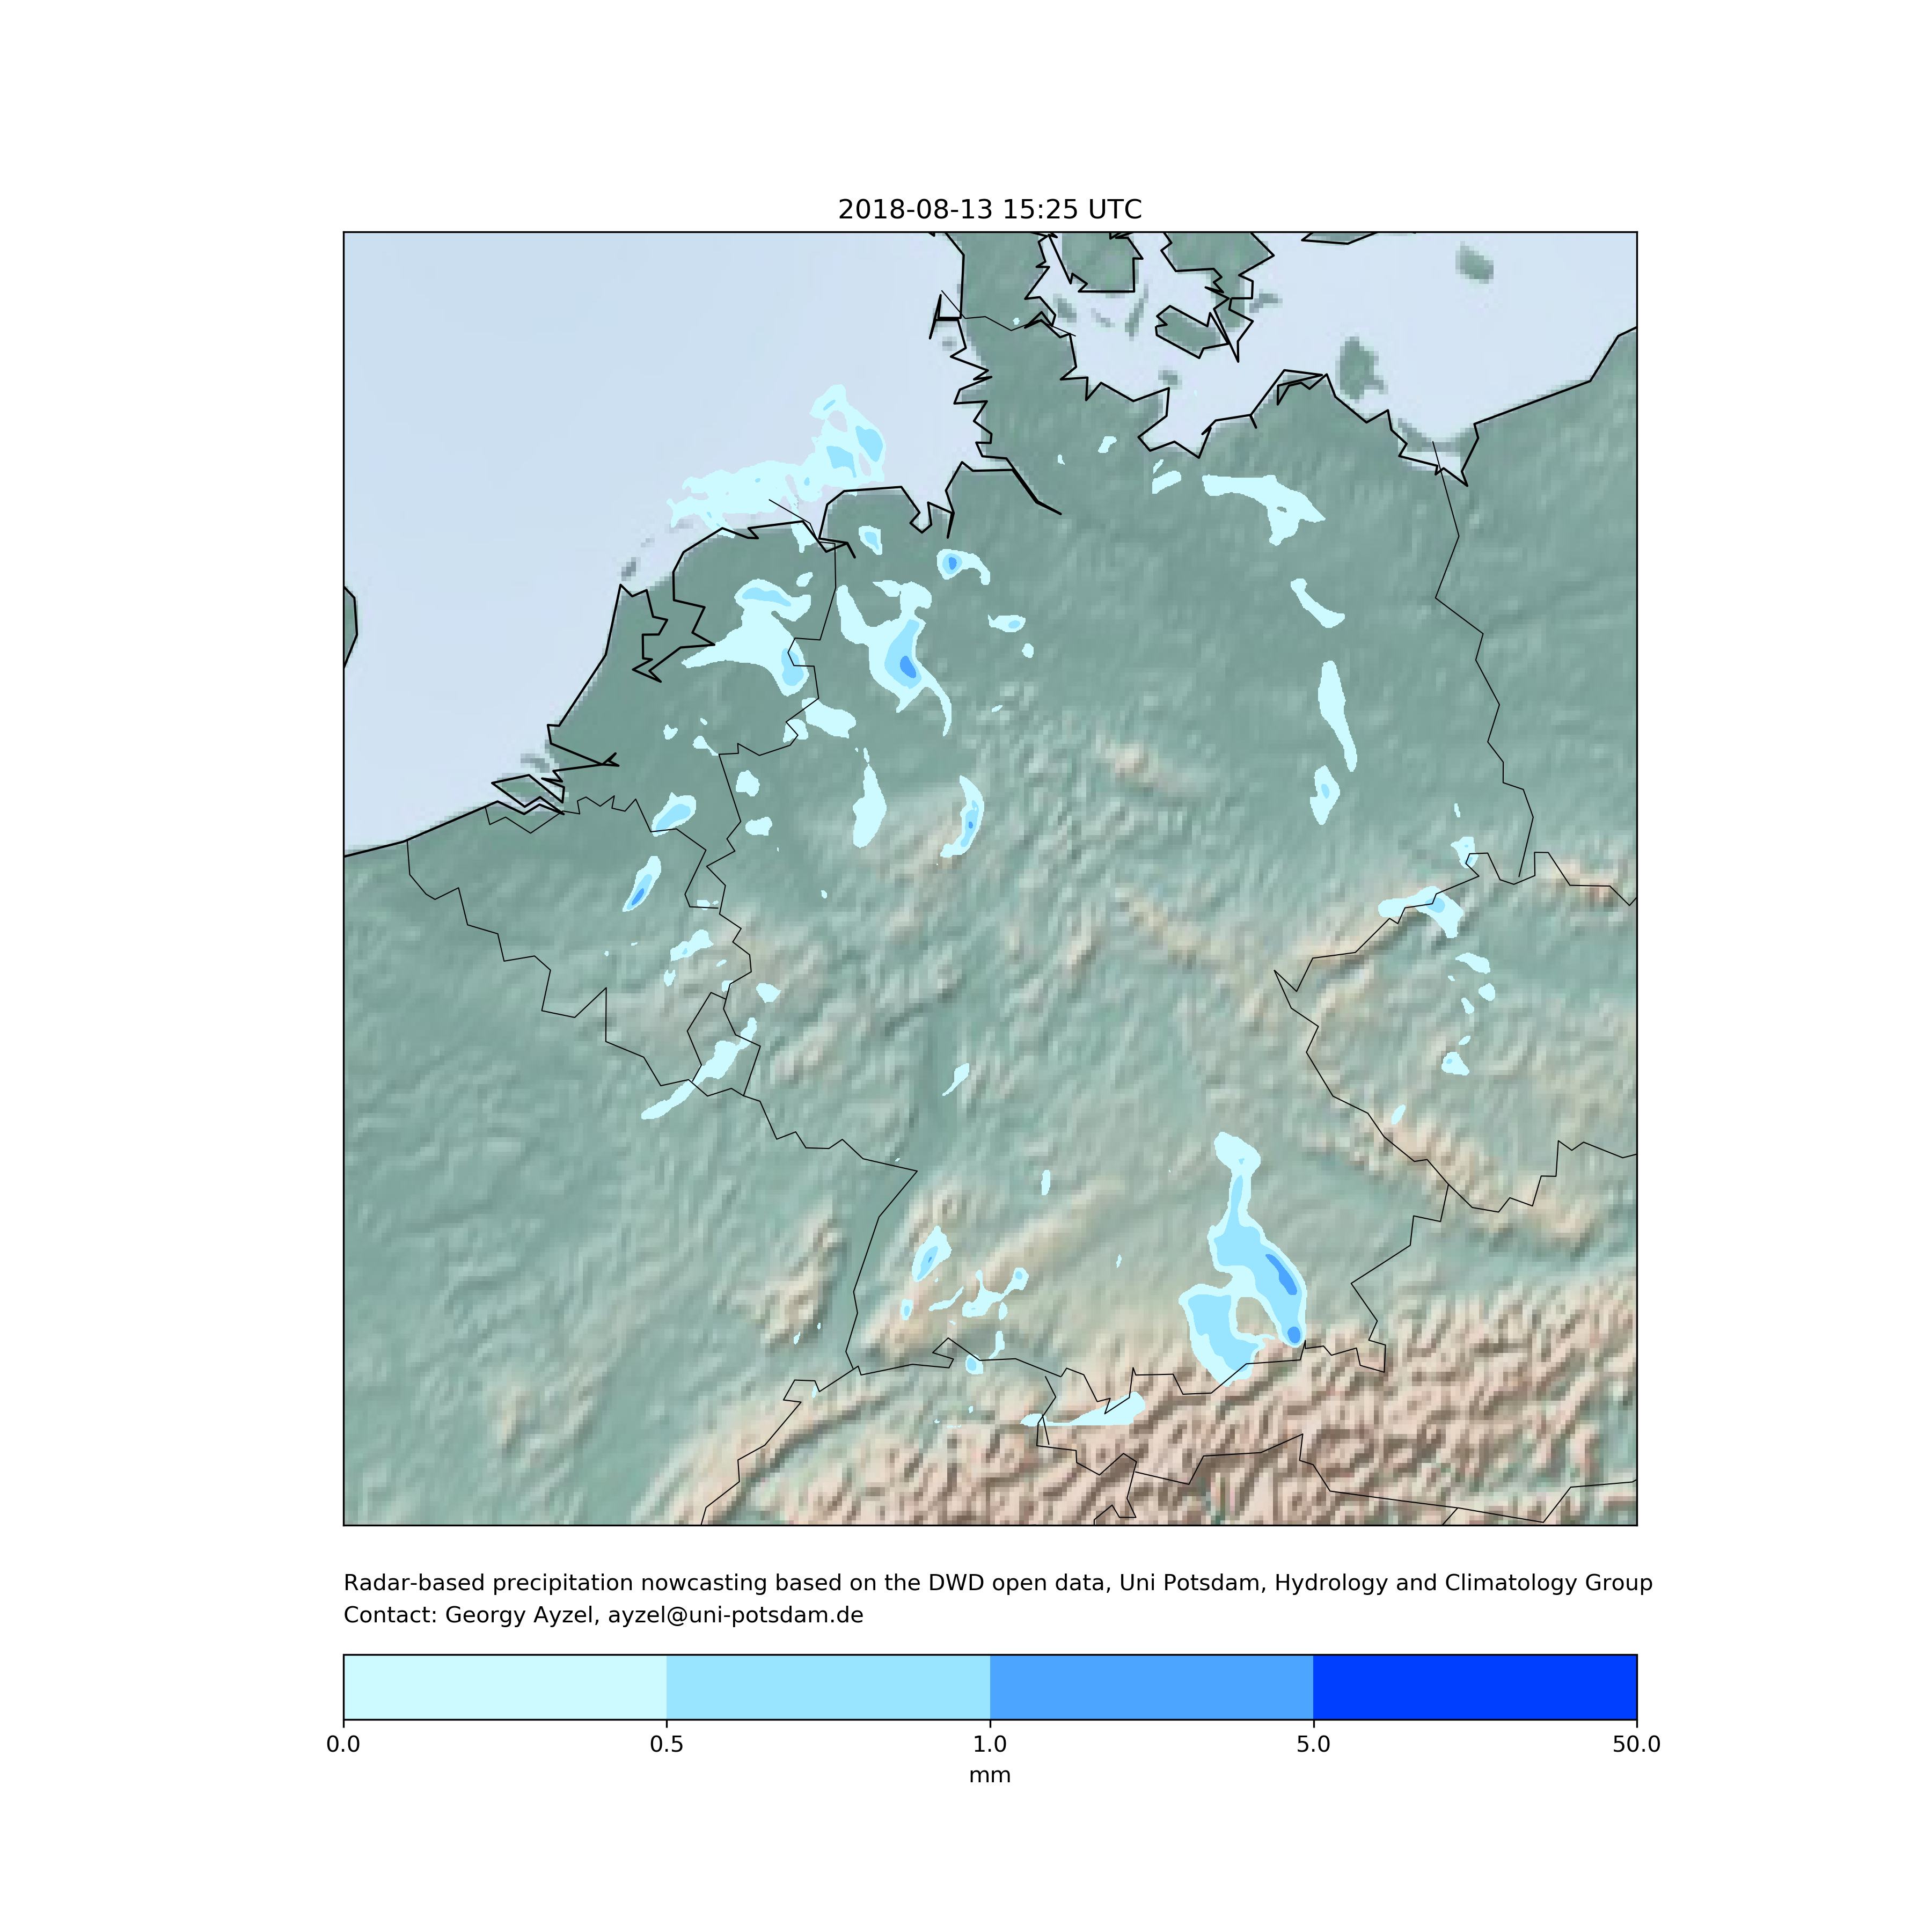 2018-08-13 15:25 UTC
Radar-based precipitation nowcasting based on the DWD open data, Uni Potsdam, Hydrology and Climatology Group
Contact: Georgy Ayzel, ayzel@uni-potsdam.de
0.0 0.5 1.0 5.0 50.0
mm